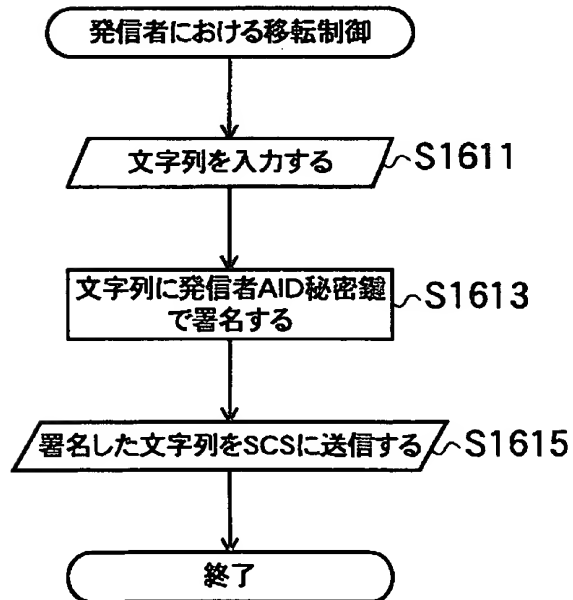 発信者における移転制御
文字列を入力する
S1611
文字列に発信者AID秘密鍵
で署名する
S1613
署名した文字列をSCSに送信する
S1615
終了